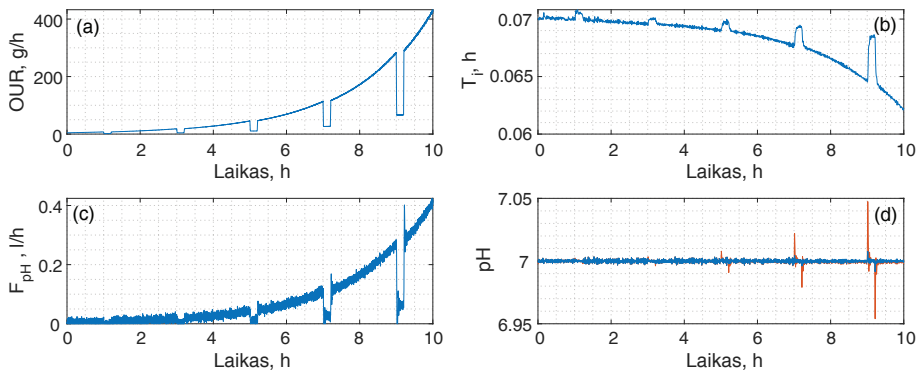 (a)
OUR, g/h
400
200
0
0 2 4 6 8 10
Laikas, h
(b)
T_i, h
0.07
0.065
0.06
0 2 4 6 8 10
Laikas, h
(c)
F_pH , l/h
0.4
0.2
0
0 2 4 6 8 10
Laikas, h
(d)
pH
7.05
7
6.95
0 2 4 6 8 10
Laikas, h